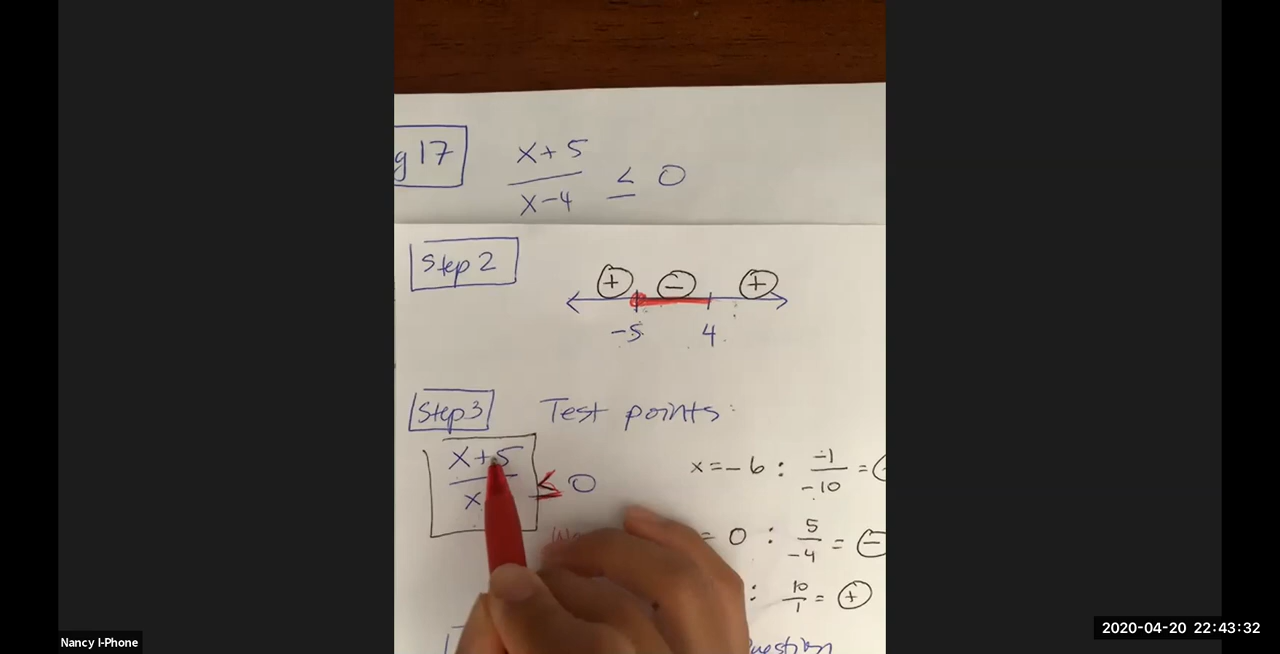 g 17
x+5
x-4 ≤ 0
Step 2
+ - +
-5 4
Step 3 Test points:
x+5
x ≤ 0
x = -6 : -1/-10 =
= 0 : 5/-4 = -
: 10/1 = +
Question
Nancy I-Phone
2020-04-20 22:43:32